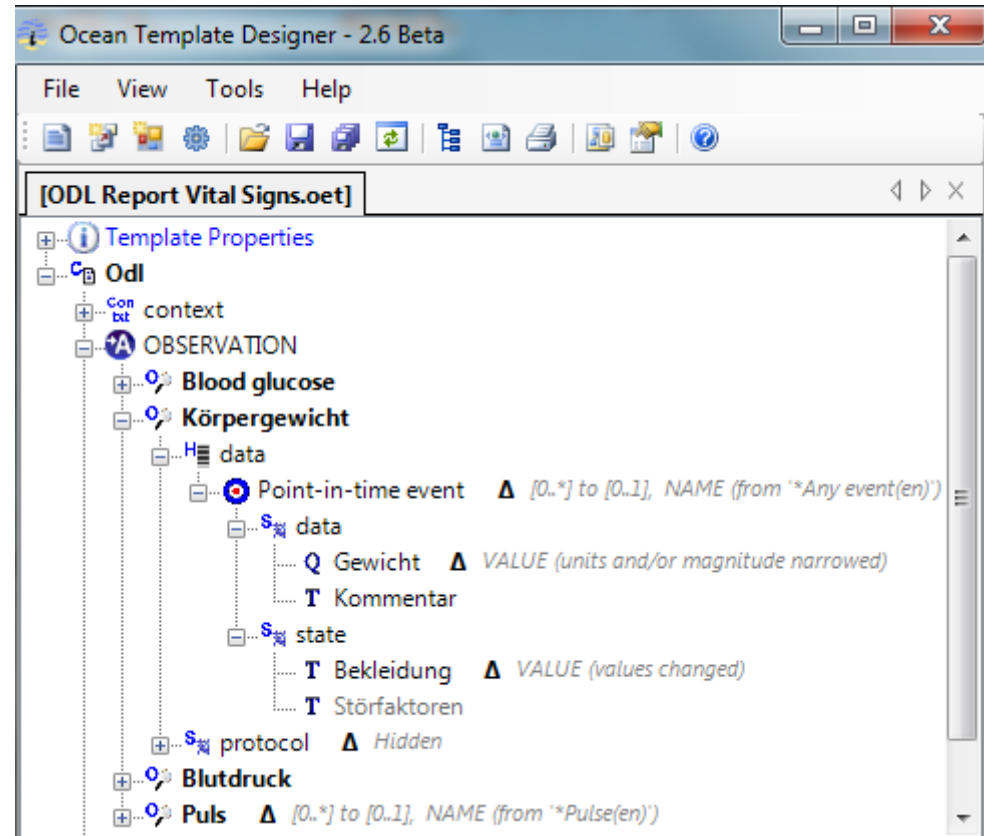 Ocean Template Designer - 2.6 Beta
File View Tools Help
[ODL Report Vital Signs.oet]
Template Properties
Odl
Con txt context
OBSERVATION
Blood glucose
Körpergewicht
H data
Point-in-time event Δ [0..*] to [0..1], NAME (from '*Any event(en)')
S data
Q Gewicht Δ VALUE (units and/or magnitude narrowed)
T Kommentar
S state
T Bekleidung Δ VALUE (values changed)
T Störfaktoren
S protocol Δ Hidden
Blutdruck
Puls Δ [0..*] to [0..1], NAME (from '*Pulse(en)')